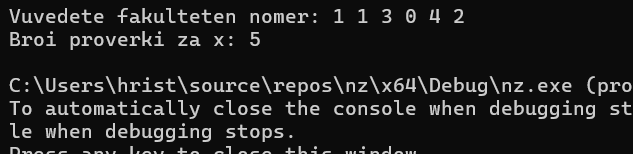 Vuvedete fakulteten nomer: 1 1 3 0 4 2
Broi proverki za x: 5
C:\Users\hrist\source\repos\nz\x64\Debug\nz.exe (pro
To automatically close the console when debugging st
le when debugging stops.
Press any key to close this window